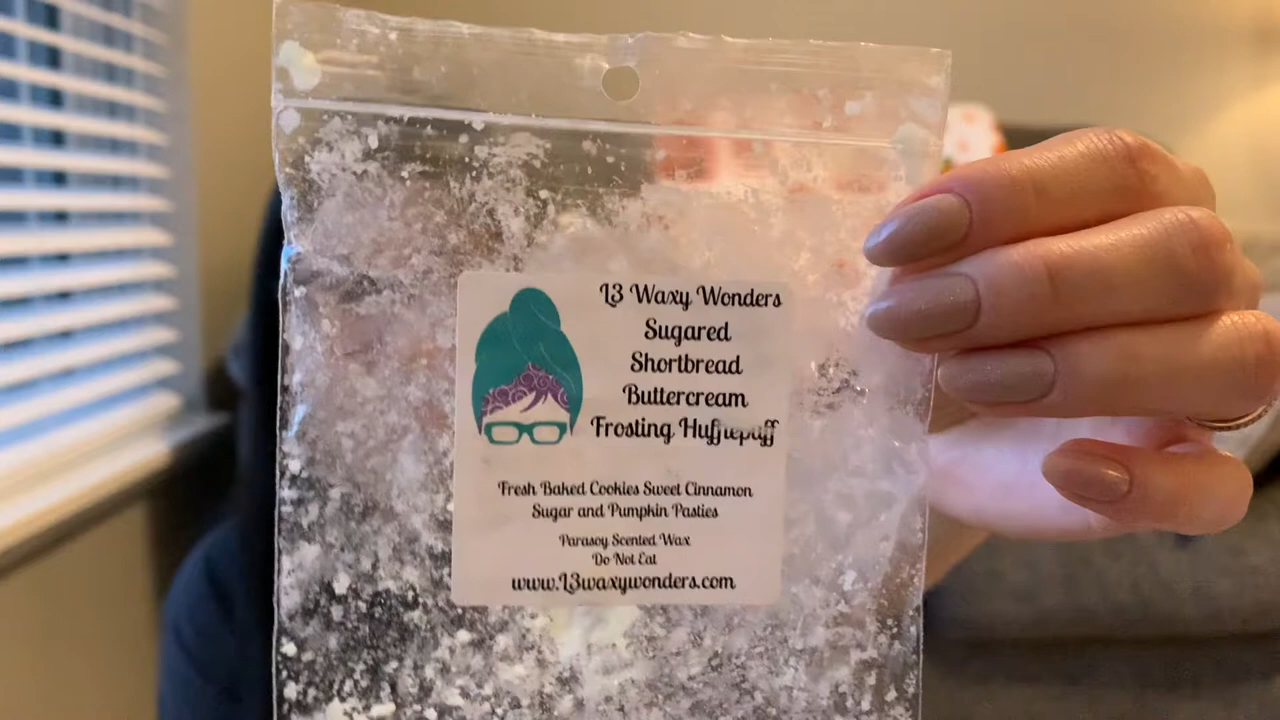 L3 Waxy Wonders
Sugared
Shortbread
Buttercream
Frosting Hufflepuff
Fresh Baked Cookies Sweet Cinnamon
Sugar and Pumpkin Pasties
Parasoy Scented Wax
Do Not Eat
www.L3waxywonders.com